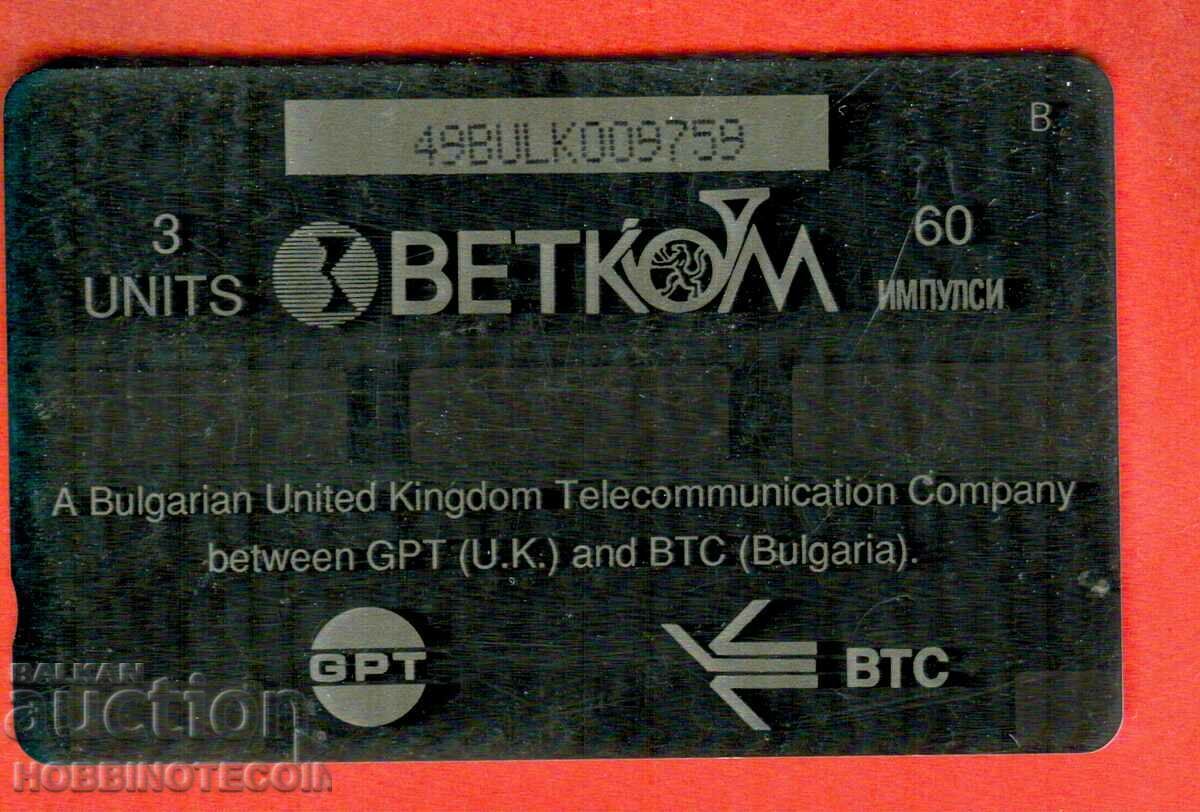 49BULK009759
B
3
UNITS
BETKOM
60
ИМПУЛСИ
A Bulgarian United Kingdom Telecommunication Company
between GPT (U.K.) and BTC (Bulgaria).
GPT
BTC
BALKAN
auction
HOBBINOTECOIN